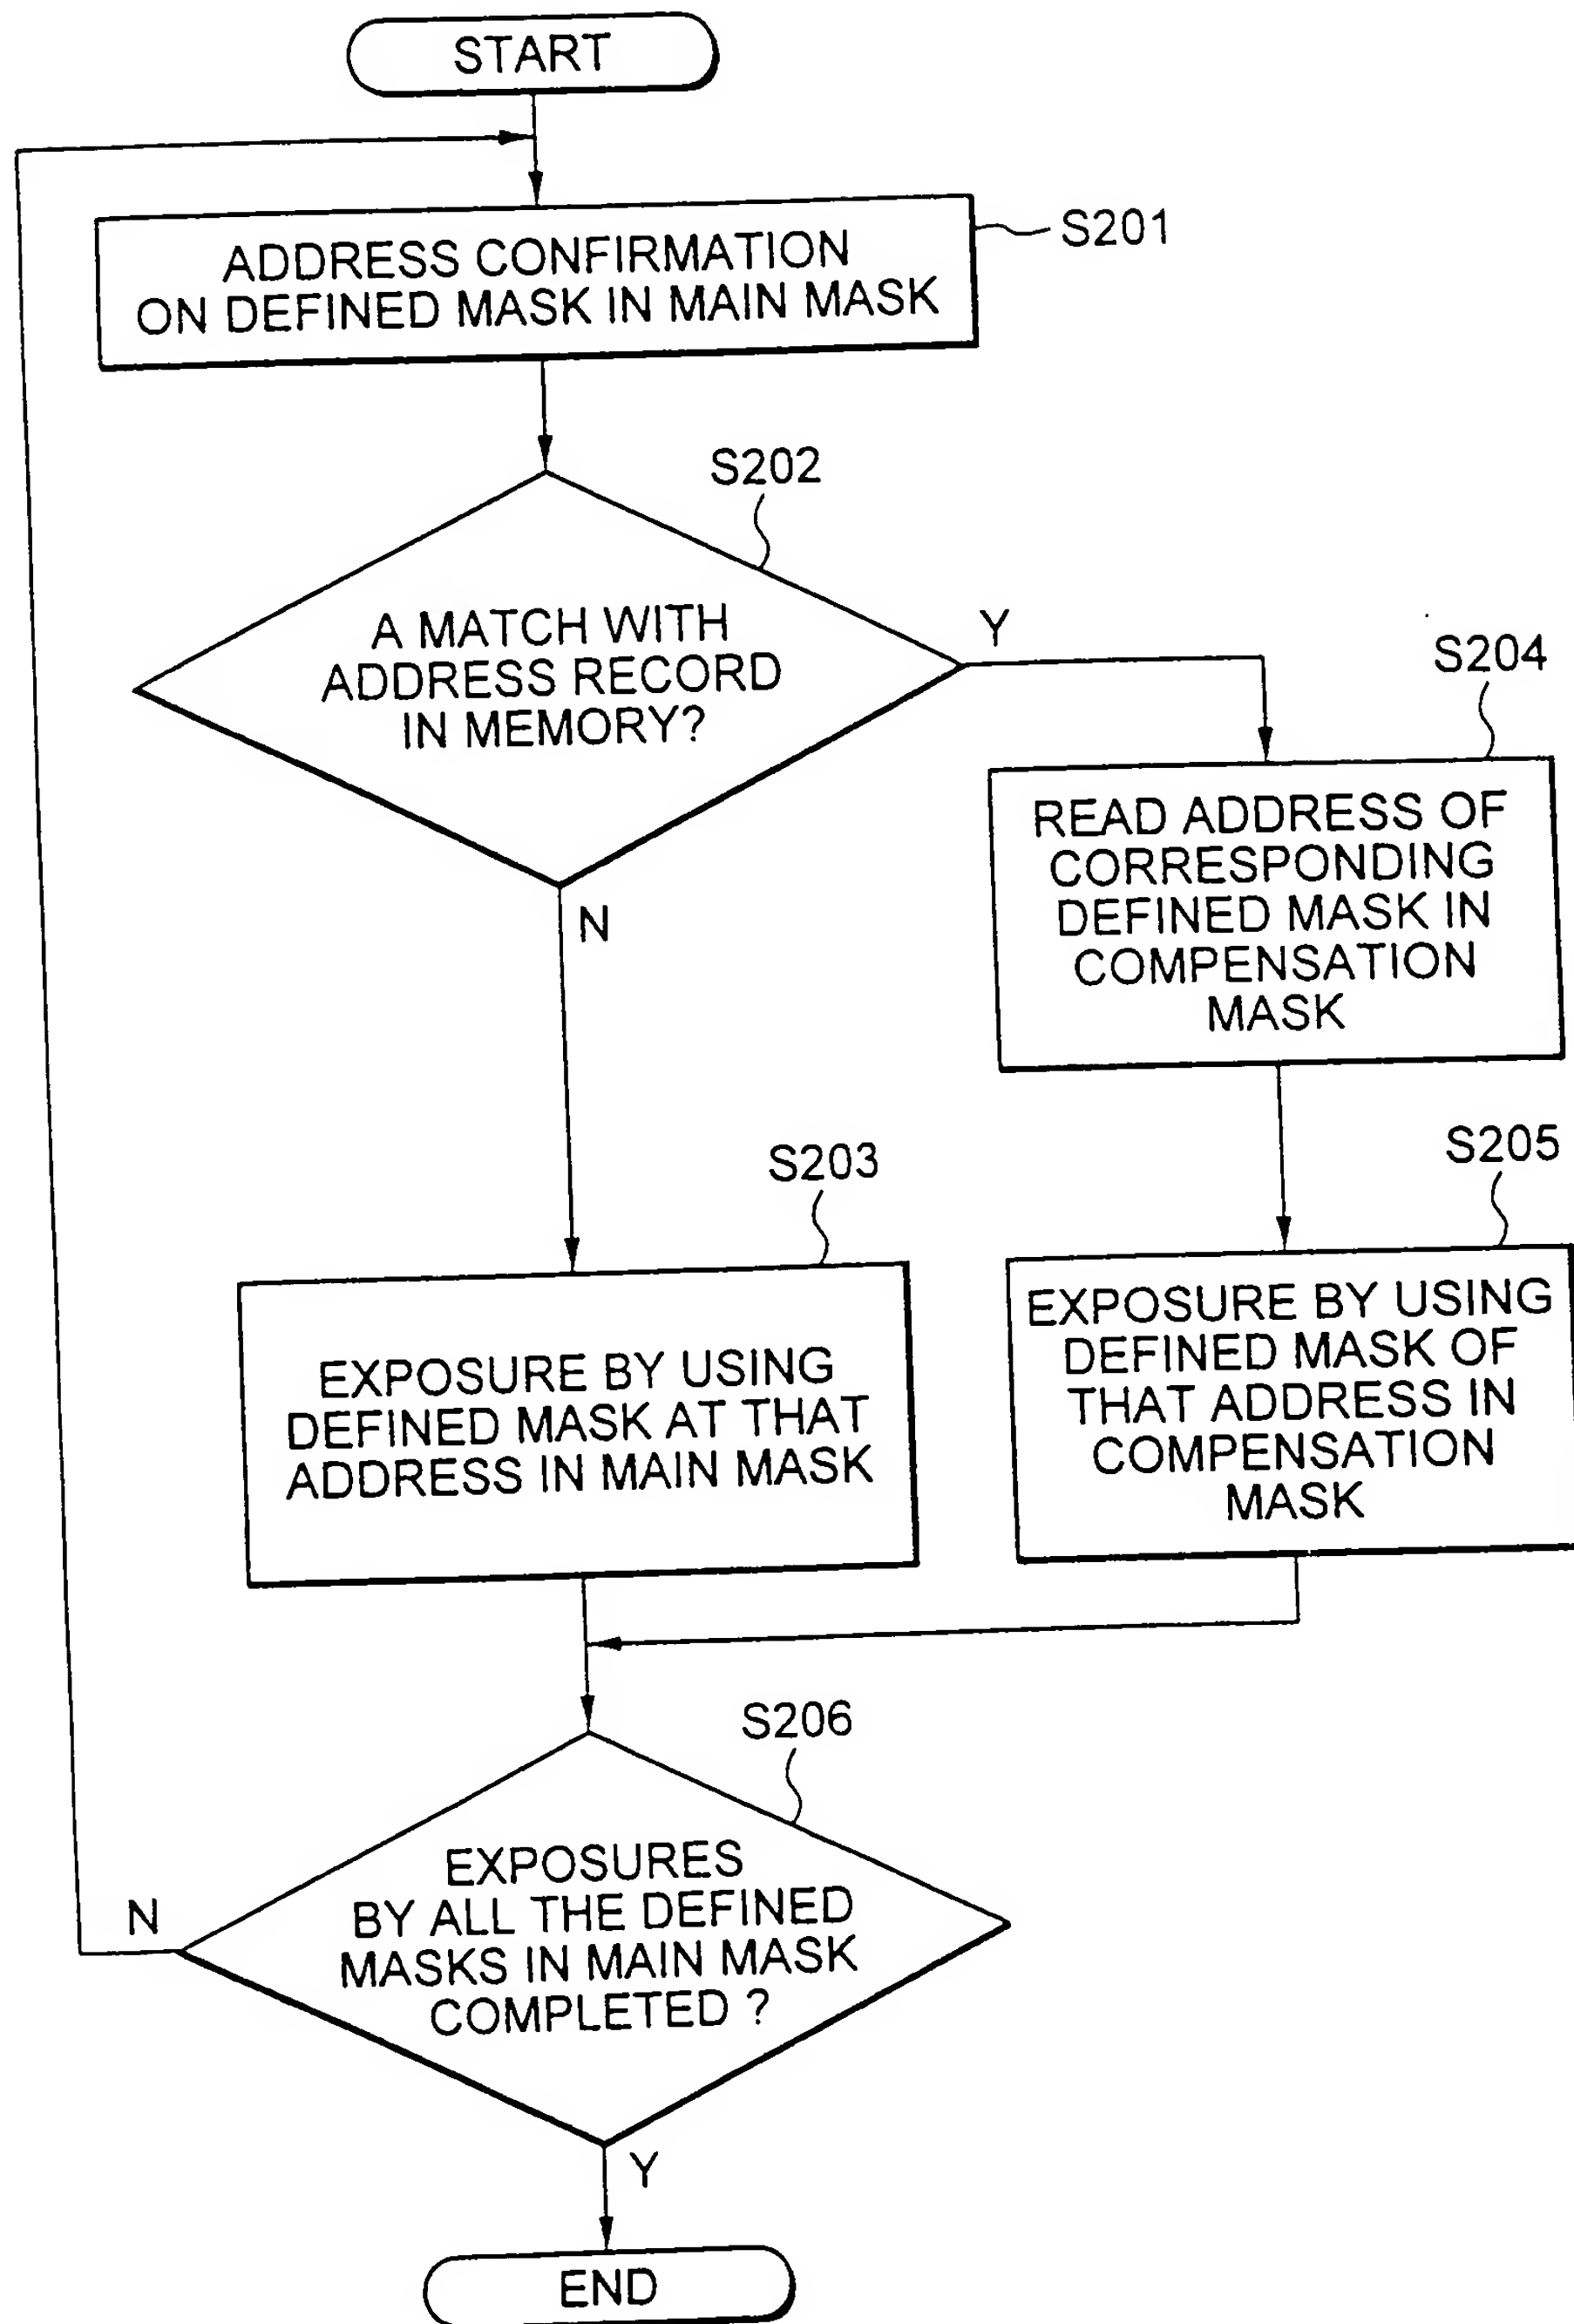 START
ADDRESS CONFIRMATION
ON DEFINED MASK IN MAIN MASK
S201
S202
A MATCH WITH
ADDRESS RECORD
IN MEMORY?
Y
N
S204
READ ADDRESS OF
CORRESPONDING
DEFINED MASK IN
COMPENSATION
MASK
S203
EXPOSURE BY USING
DEFINED MASK AT THAT
ADDRESS IN MAIN MASK
S205
EXPOSURE BY USING
DEFINED MASK OF
THAT ADDRESS IN
COMPENSATION
MASK
S206
EXPOSURES
BY ALL THE DEFINED
MASKS IN MAIN MASK
COMPLETED ?
N
Y
END